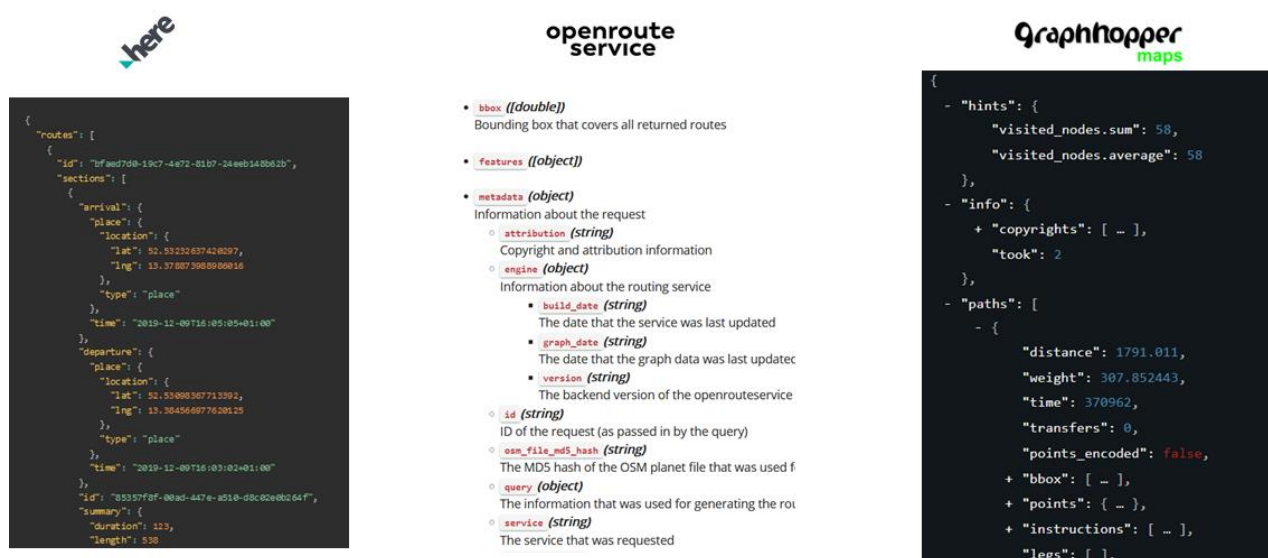 here
{
"routes": [
{
"id": "bfaed7d0-19c7-4e72-81b7-24eeb148b62b",
"sections": [
{
"arrival": {
"place": {
"location": {
"lat": 52.53232637420297,
"lng": 13.378873988986016
},
"type": "place"
},
"time": "2019-12-09T16:05:05+01:00"
},
"departure": {
"place": {
"location": {
"lat": 52.53098367713392,
"lng": 13.384566977620125
},
"type": "place"
},
"time": "2019-12-09T16:03:02+01:00"
},
"id": "85357f8f-00ad-447e-a510-d8c02e0b264f",
"summary": {
"duration": 123,
"length": 538
openroute
service
• bbox ([double])
Bounding box that covers all returned routes
• features ([object])
• metadata (object)
Information about the request
○ attribution (string)
Copyright and attribution information
○ engine (object)
Information about the routing service
▪ build_date (string)
The date that the service was last updated
▪ graph_date (string)
The date that the graph data was last updated
▪ version (string)
The backend version of the openrouteservice
○ id (string)
ID of the request (as passed in by the query)
○ osm_file_md5_hash (string)
The MD5 hash of the OSM planet file that was used f
○ query (object)
The information that was used for generating the rou
○ service (string)
The service that was requested
graphhopper
maps
{
- "hints": {
"visited_nodes.sum": 58,
"visited_nodes.average": 58
},
- "info": {
+ "copyrights": [ … ],
"took": 2
},
- "paths": [
- {
"distance": 1791.011,
"weight": 307.852443,
"time": 370962,
"transfers": 0,
"points_encoded": false,
+ "bbox": [ … ],
+ "points": { … },
+ "instructions": [ … ],
"legs": [ ],